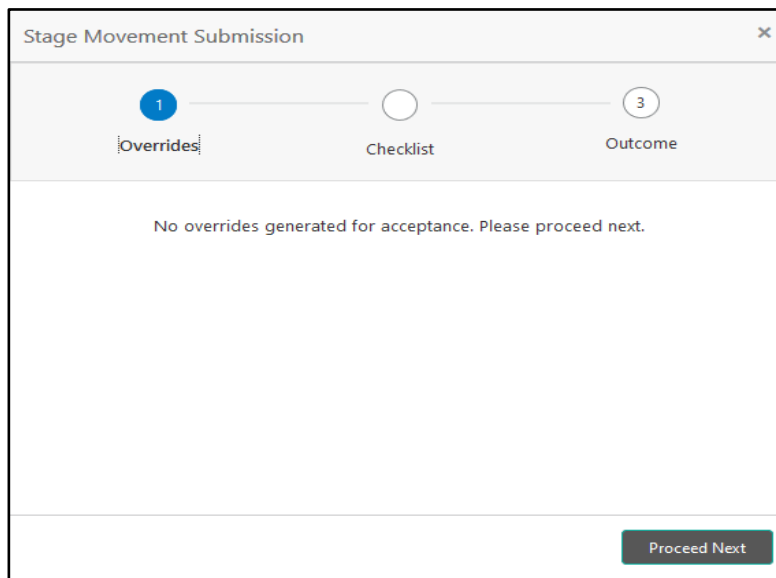 Stage Movement Submission ×
1 3
Overrides Checklist Outcome
No overrides generated for acceptance. Please proceed next.
Proceed Next